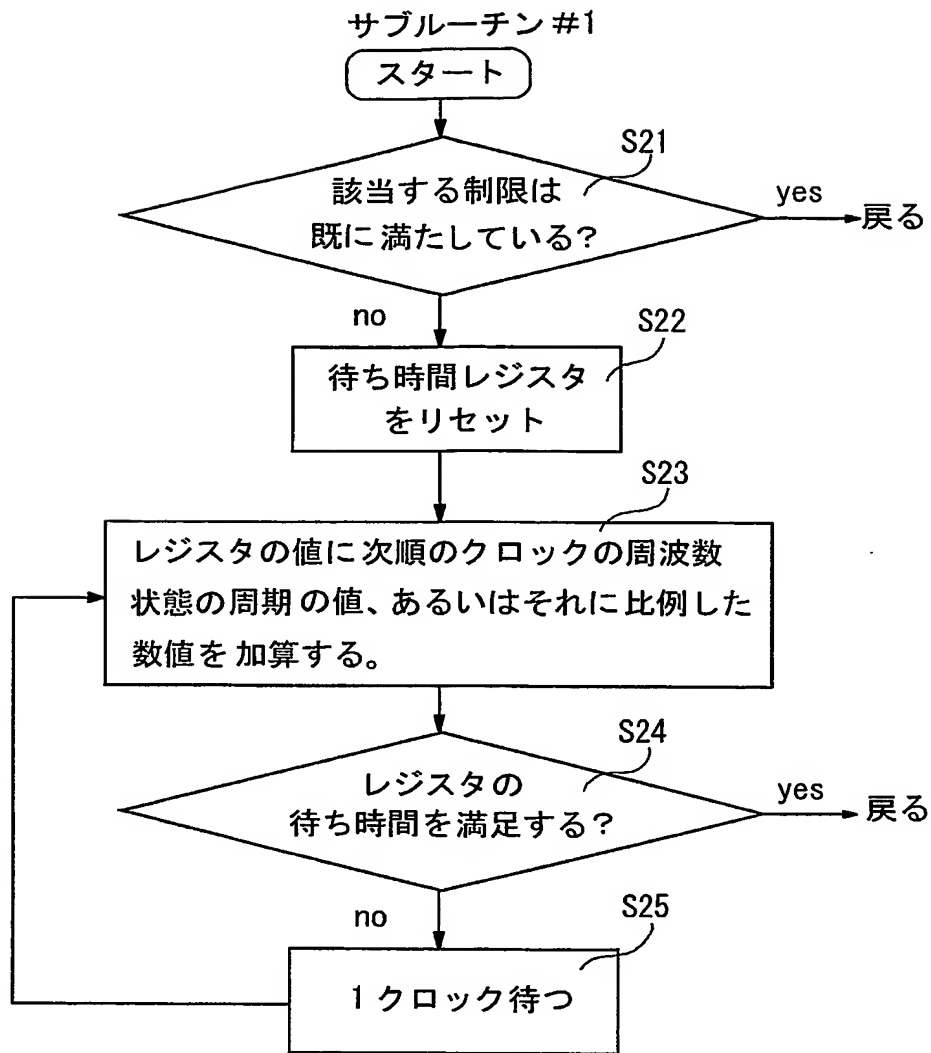 サブルーチン #1
スタート
S21
該当する制限は
既に満たしている?
yes
戻る
no
S22
待ち時間レジスタ
をリセット
S23
レジスタの値に次順のクロックの周波数
状態の周期の値、あるいはそれに比例した
数値を加算する。
S24
レジスタの
待ち時間を満足する?
yes
戻る
no
S25
1クロック待つ